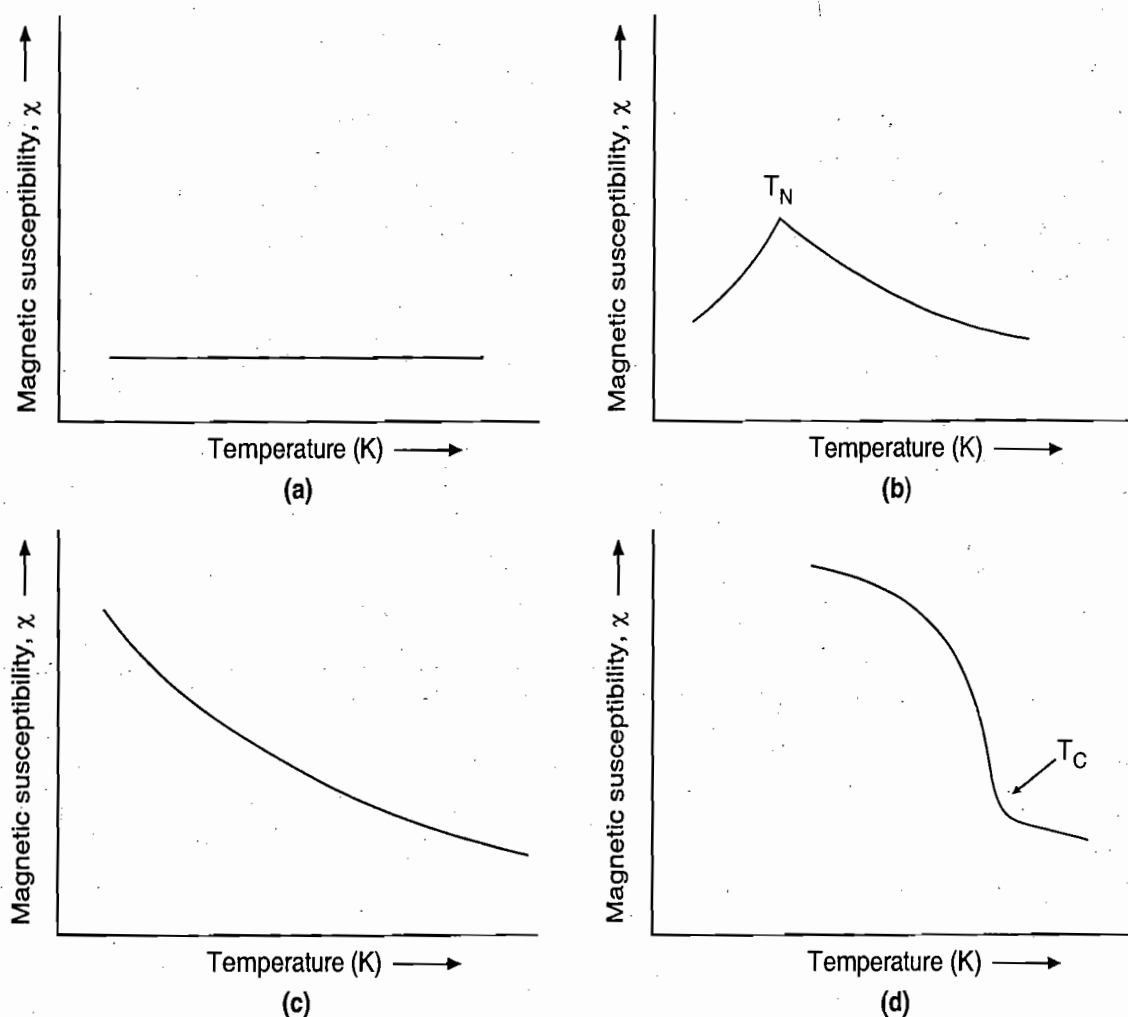 Magnetic susceptibility, χ
Temperature (K)
(a)
Magnetic susceptibility, χ
T_N
Temperature (K)
(b)
Magnetic susceptibility, χ
Temperature (K)
(c)
Magnetic susceptibility, χ
T_C
Temperature (K)
(d)